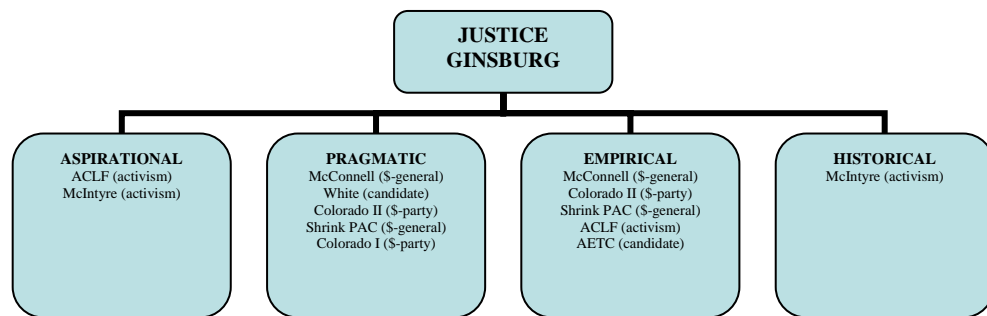 JUSTICE
GINSBURG
ASPIRATIONAL
ACLF (activism)
McIntyre (activism)
PRAGMATIC
McConnell ($-general)
White (candidate)
Colorado II ($-party)
Shrink PAC ($-general)
Colorado I ($-party)
EMPIRICAL
McConnell ($-general)
Colorado II ($-party)
Shrink PAC ($-general)
ACLF (activism)
AETC (candidate)
HISTORICAL
McIntyre (activism)